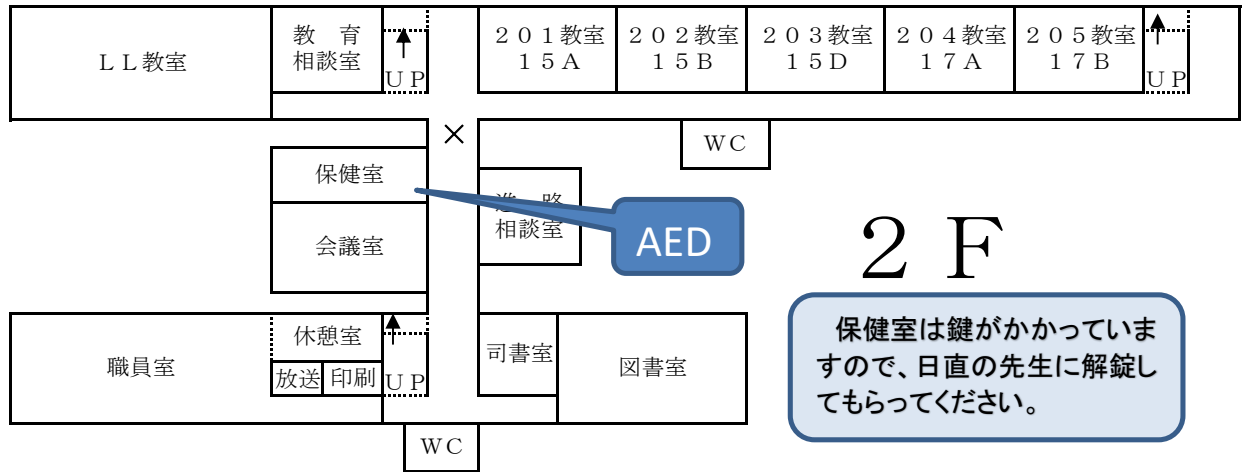 ＬＬ教室
教　育
相談室
ＵＰ
２０１教室
１５Ａ
２０２教室
１５Ｂ
２０３教室
１５Ｄ
２０４教室
１７Ａ
２０５教室
１７Ｂ
ＵＰ
×
ＷＣ
保健室
進　路
相談室
AED
会議室
２Ｆ
保健室は鍵がかかっていま
すので、日直の先生に解錠し
てもらってください。
職員室
休憩室
放送
印刷
ＵＰ
司書室
図書室
ＷＣ